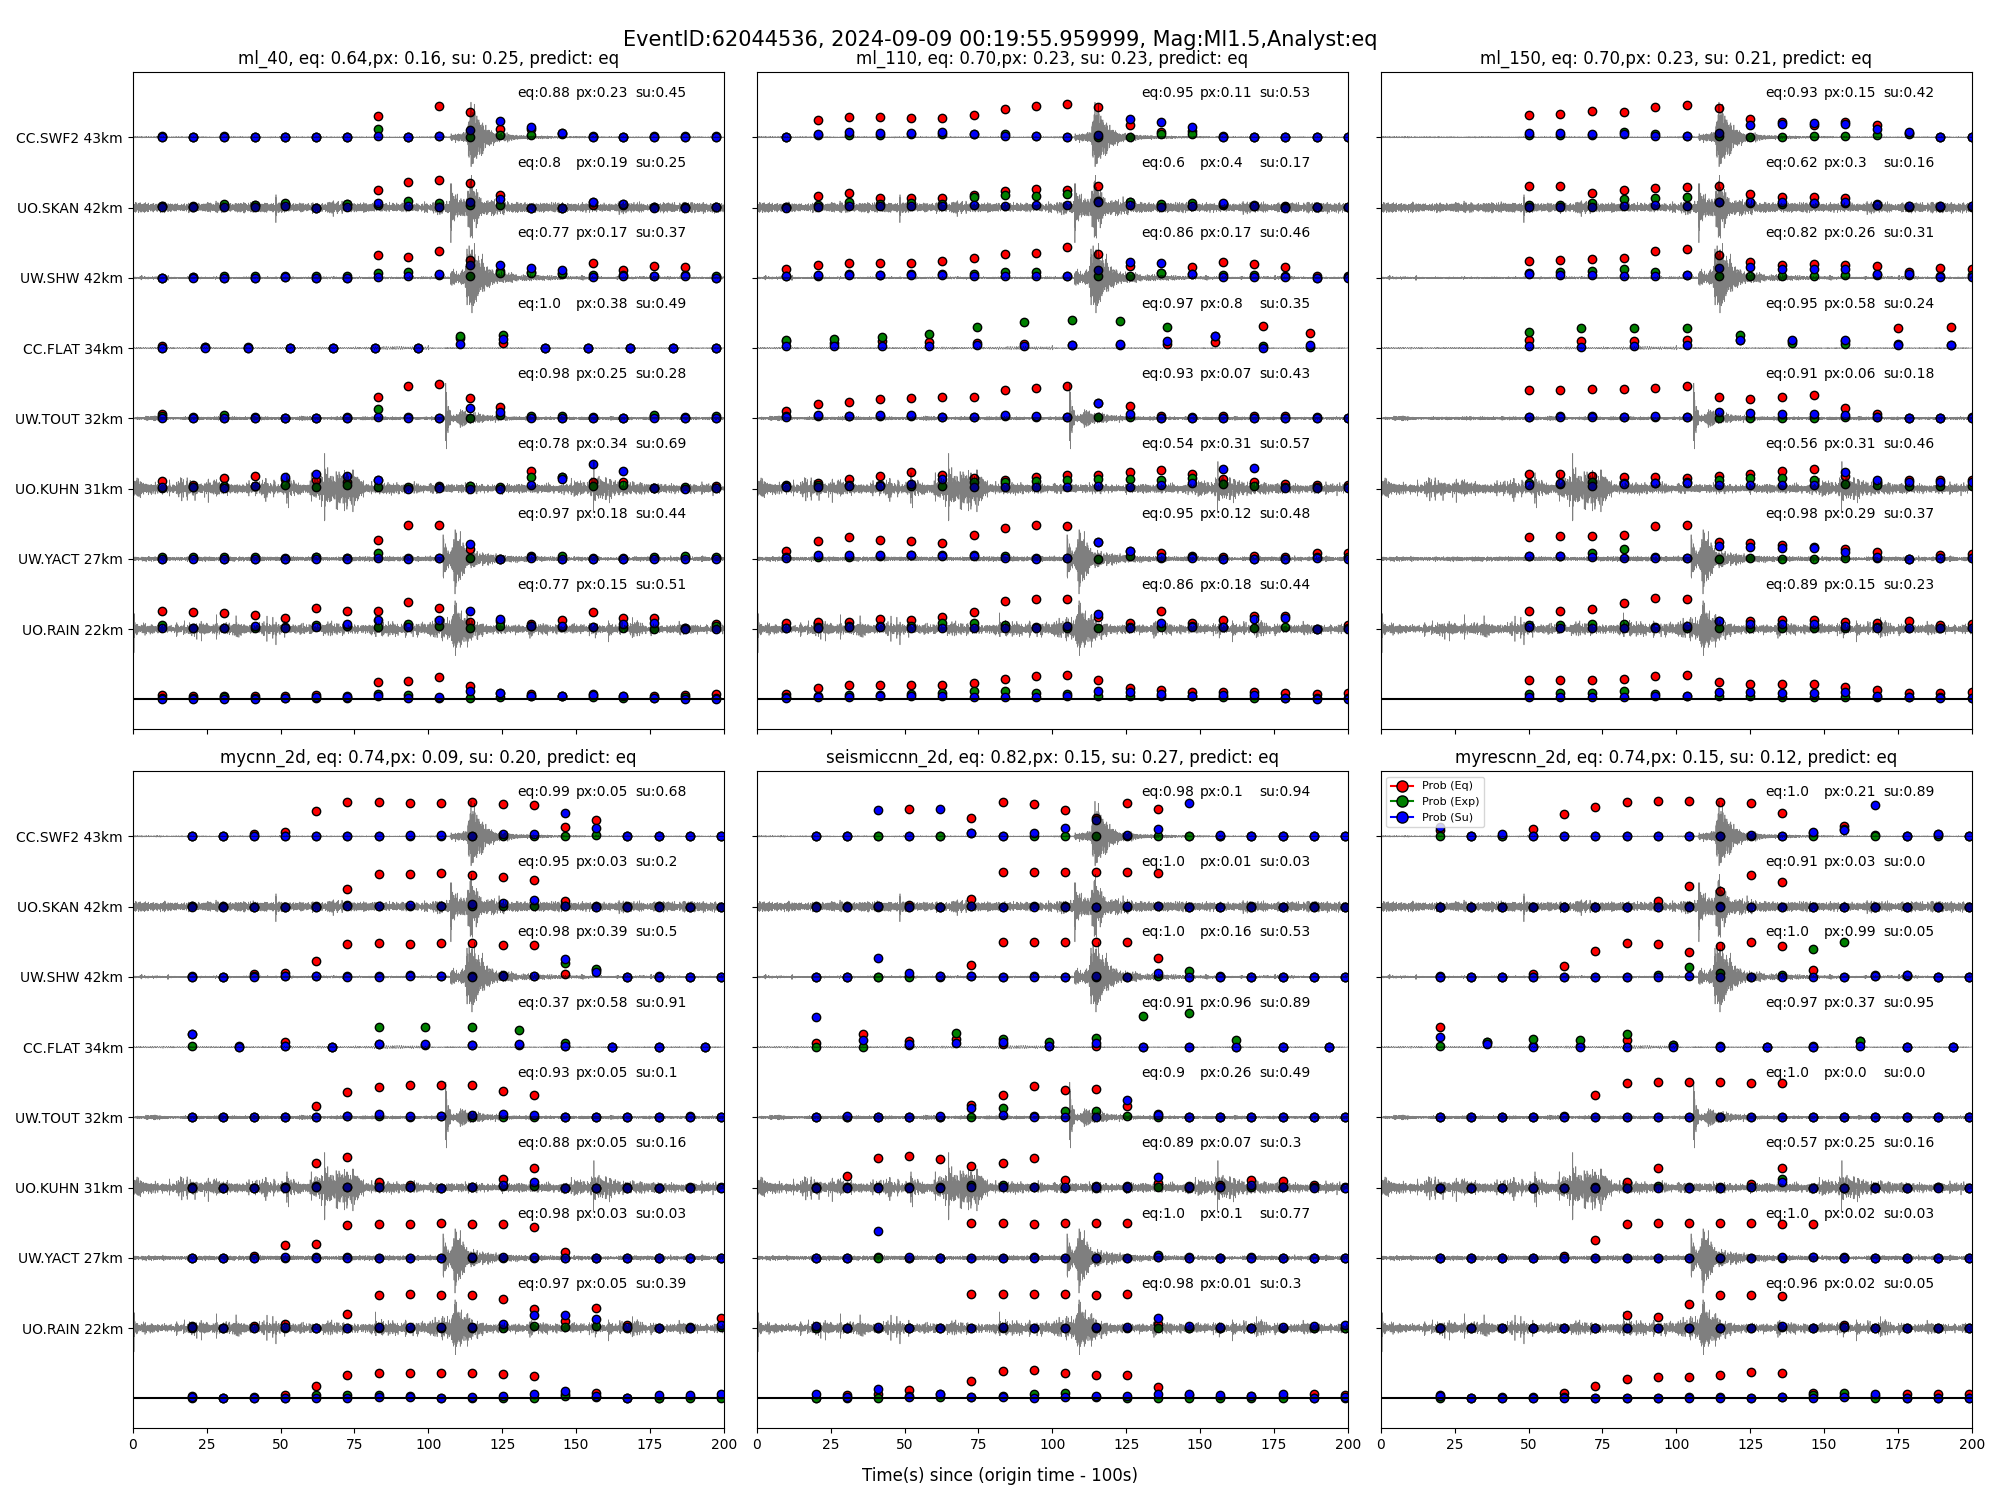 EventID:62044536, 2024-09-09 00:19:55.959999, Mag:Ml1.5,Analyst:eq
ml_40, eq: 0.64,px: 0.16, su: 0.25, predict: eq
CC.SWF2 43km eq:0.88 px:0.23 su:0.45
UO.SKAN 42km eq:0.8 px:0.19 su:0.25
UW.SHW 42km eq:0.77 px:0.17 su:0.37
CC.FLAT 34km eq:1.0 px:0.38 su:0.49
UW.TOUT 32km eq:0.98 px:0.25 su:0.28
UO.KUHN 31km eq:0.78 px:0.34 su:0.69
UW.YACT 27km eq:0.97 px:0.18 su:0.44
UO.RAIN 22km eq:0.77 px:0.15 su:0.51
ml_110, eq: 0.70,px: 0.23, su: 0.23, predict: eq
eq:0.95 px:0.11 su:0.53
eq:0.6 px:0.4 su:0.17
eq:0.86 px:0.17 su:0.46
eq:0.97 px:0.8 su:0.35
eq:0.93 px:0.07 su:0.43
eq:0.54 px:0.31 su:0.57
eq:0.95 px:0.12 su:0.48
eq:0.86 px:0.18 su:0.44
ml_150, eq: 0.70,px: 0.23, su: 0.21, predict: eq
eq:0.93 px:0.15 su:0.42
eq:0.62 px:0.3 su:0.16
eq:0.82 px:0.26 su:0.31
eq:0.95 px:0.58 su:0.24
eq:0.91 px:0.06 su:0.18
eq:0.56 px:0.31 su:0.46
eq:0.98 px:0.29 su:0.37
eq:0.89 px:0.15 su:0.23
mycnn_2d, eq: 0.74,px: 0.09, su: 0.20, predict: eq
CC.SWF2 43km eq:0.99 px:0.05 su:0.68
UO.SKAN 42km eq:0.95 px:0.03 su:0.2
UW.SHW 42km eq:0.98 px:0.39 su:0.5
CC.FLAT 34km eq:0.37 px:0.58 su:0.91
UW.TOUT 32km eq:0.93 px:0.05 su:0.1
UO.KUHN 31km eq:0.88 px:0.05 su:0.16
UW.YACT 27km eq:0.98 px:0.03 su:0.03
UO.RAIN 22km eq:0.97 px:0.05 su:0.39
0 25 50 75 100 125 150 175 200
seismiccnn_2d, eq: 0.82,px: 0.15, su: 0.27, predict: eq
eq:0.98 px:0.1 su:0.94
eq:1.0 px:0.01 su:0.03
eq:1.0 px:0.16 su:0.53
eq:0.91 px:0.96 su:0.89
eq:0.9 px:0.26 su:0.49
eq:0.89 px:0.07 su:0.3
eq:1.0 px:0.1 su:0.77
eq:0.98 px:0.01 su:0.3
0 25 50 75 100 125 150 175 200
myrescnn_2d, eq: 0.74,px: 0.15, su: 0.12, predict: eq
Prob (Eq)
Prob (Exp)
Prob (Su)
eq:1.0 px:0.21 su:0.89
eq:0.91 px:0.03 su:0.0
eq:1.0 px:0.99 su:0.05
eq:0.97 px:0.37 su:0.95
eq:1.0 px:0.0 su:0.0
eq:0.57 px:0.25 su:0.16
eq:1.0 px:0.02 su:0.03
eq:0.96 px:0.02 su:0.05
0 25 50 75 100 125 150 175 200
Time(s) since (origin time - 100s)